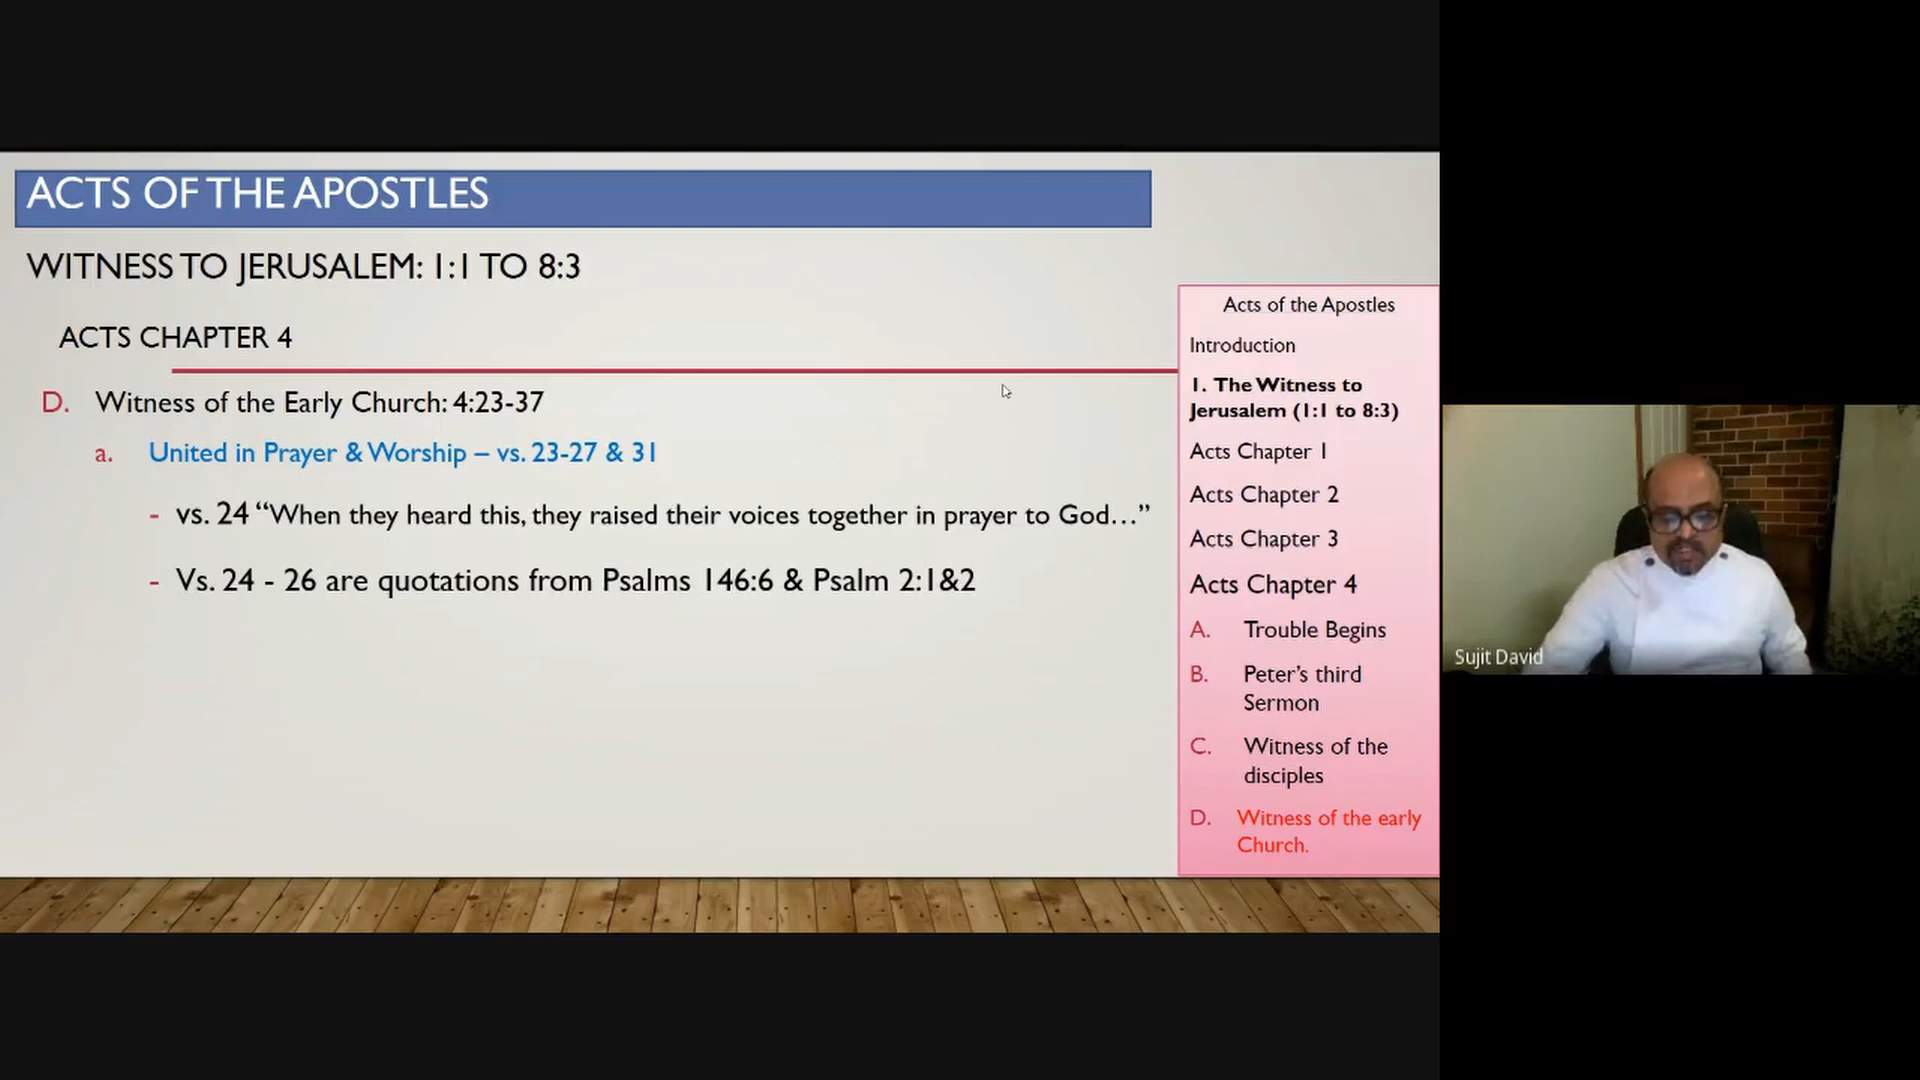 ACTS OF THE APOSTLES
WITNESS TO JERUSALEM: 1:1 TO 8:3
ACTS CHAPTER 4
D. Witness of the Early Church: 4:23-37
a. United in Prayer & Worship – vs. 23-27 & 31
- vs. 24 “When they heard this, they raised their voices together in prayer to God…”
- Vs. 24 - 26 are quotations from Psalms 146:6 & Psalm 2:1&2
Acts of the Apostles
Introduction
1. The Witness to
Jerusalem (1:1 to 8:3)
Acts Chapter 1
Acts Chapter 2
Acts Chapter 3
Acts Chapter 4
A. Trouble Begins
B. Peter’s third
Sermon
C. Witness of the
disciples
D. Witness of the early
Church.
Sujit David